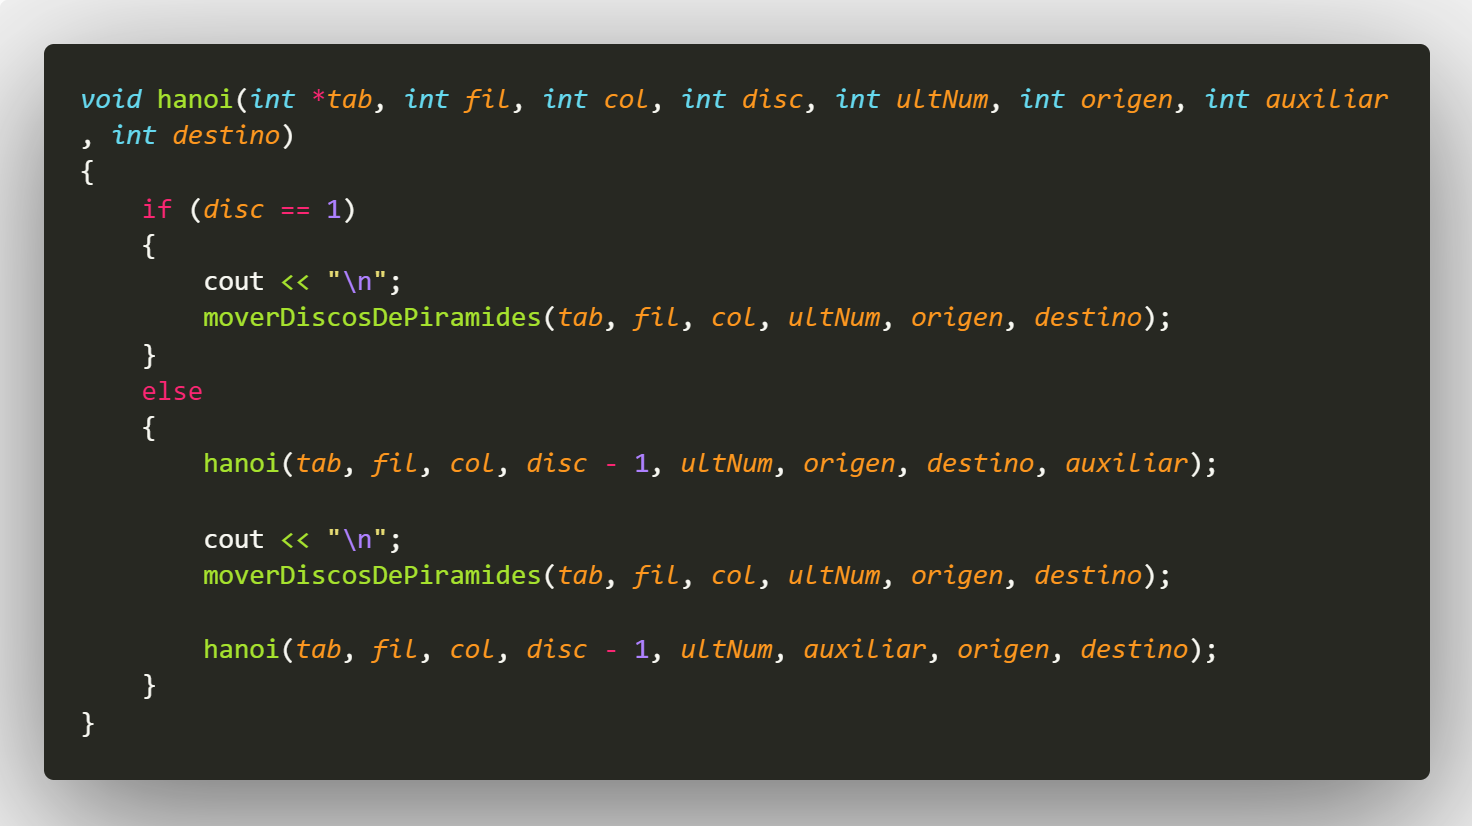 void hanoi(int *tab, int fil, int col, int disc, int ultNum, int origen, int auxiliar
, int destino)
{
    if (disc == 1)
    {
        cout << "\n";
        moverDiscosDePiramides(tab, fil, col, ultNum, origen, destino);
    }
    else
    {
        hanoi(tab, fil, col, disc - 1, ultNum, origen, destino, auxiliar);

        cout << "\n";
        moverDiscosDePiramides(tab, fil, col, ultNum, origen, destino);

        hanoi(tab, fil, col, disc - 1, ultNum, auxiliar, origen, destino);
    }
}